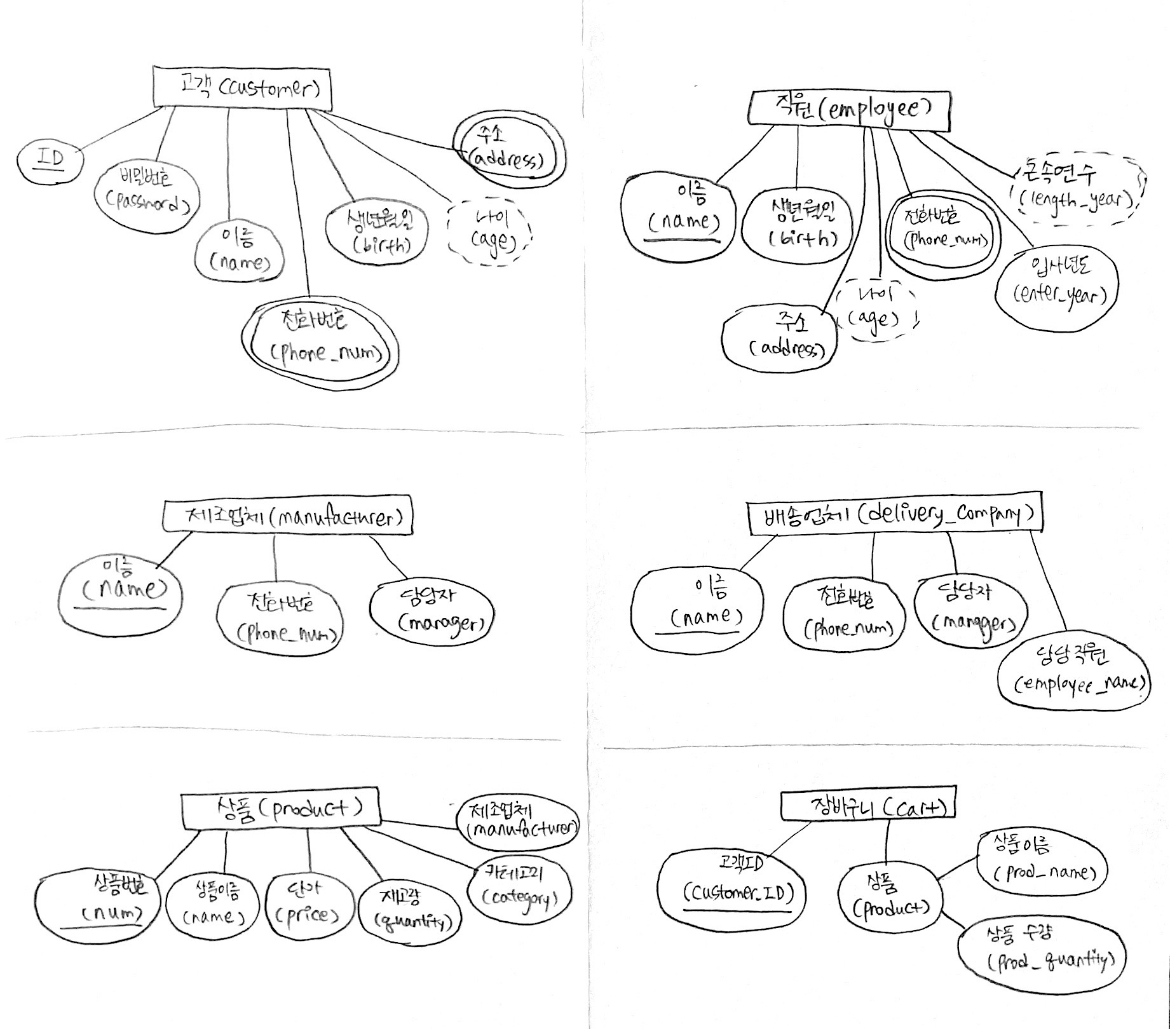 고객 (customer)
ID
비밀번호
(password)
이름
(name)
전화번호
(phone_num)
생년월일
(birth)
나이
(age)
주소
(address)
직원 (employee)
이름
(name)
생년월일
(birth)
주소
(address)
나이
(age)
전화번호
(phone_num)
입사년도
(enter_year)
근속연수
(length_year)
제조업체 (manufacturer)
이름
(name)
전화번호
(phone_num)
담당자
(manager)
배송업체 (delivery_company)
이름
(name)
전화번호
(phone_num)
담당자
(manager)
담당직원
(employee_name)
상품 (product)
상품번호
(num)
상품이름
(name)
단가
(price)
재고량
(quantity)
카테고리
(category)
제조업체
(manufacturer)
장바구니 (cart)
고객ID
(customer_ID)
상품
(product)
상품이름
(prod_name)
상품 수량
(prod_quantity)